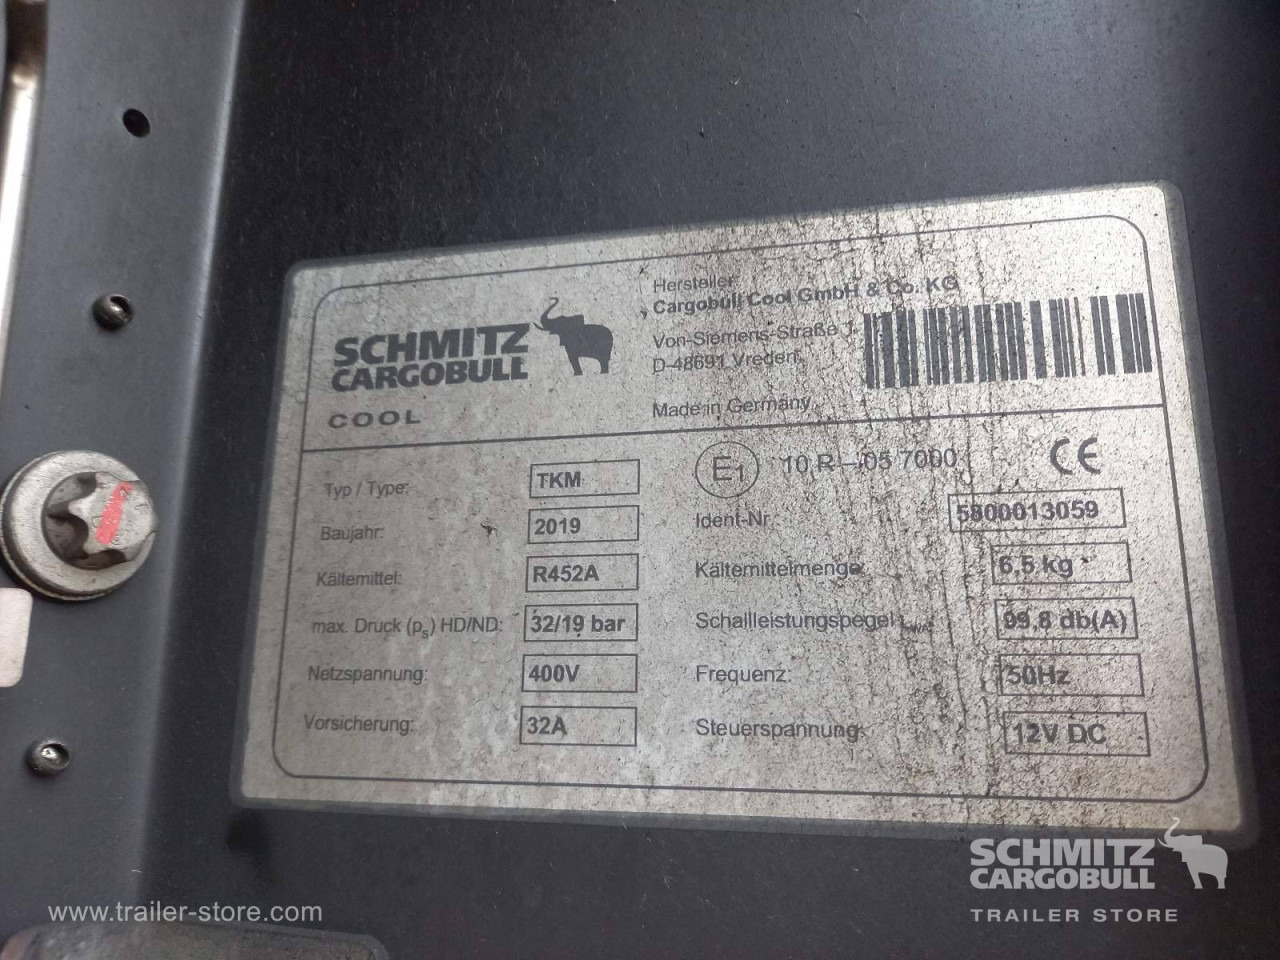 SCHMITZ
CARGOBULL
COOL
Hersteller
Cargobull Cool GmbH & Co. KG
Von-Siemens-Straße 1
D-48691 Vreden
Made in Germany
E1 10 R – 05 7000 CE
Typ / Type: TKM
Baujahr: 2019
Kältemittel: R452A
max. Druck (ps) HD/ND: 32/19 bar
Netzspannung: 400V
Vorsicherung: 32A
Ident-Nr. 5800013059
Kältemittelmenge: 6,5 kg
Schallleistungspegel LWA: 99,8 db(A)
Frequenz: 50Hz
Steuerspannung: 12V DC
www.trailer-store.com
SCHMITZ
CARGOBULL
TRAILER STORE